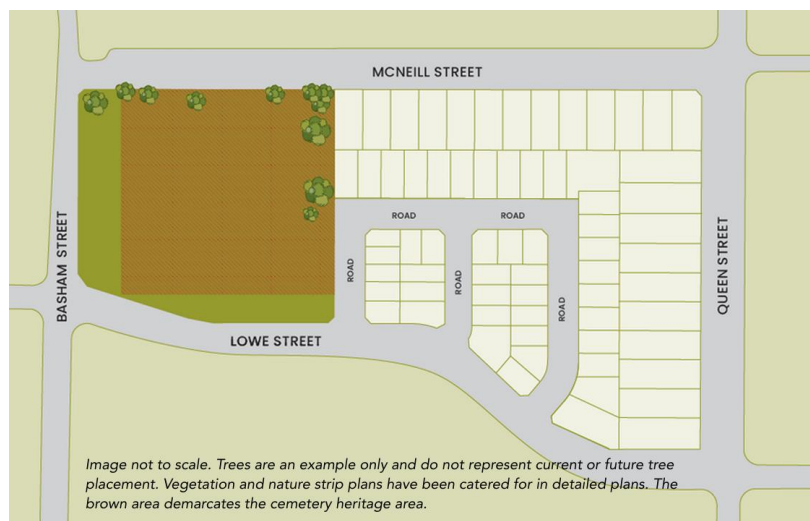 MCNEILL STREET
BASHAM STREET
ROAD
ROAD
ROAD
ROAD
ROAD
QUEEN STREET
LOWE STREET
Image not to scale. Trees are an example only and do not represent current or future tree
placement. Vegetation and nature strip plans have been catered for in detailed plans. The
brown area demarcates the cemetery heritage area.